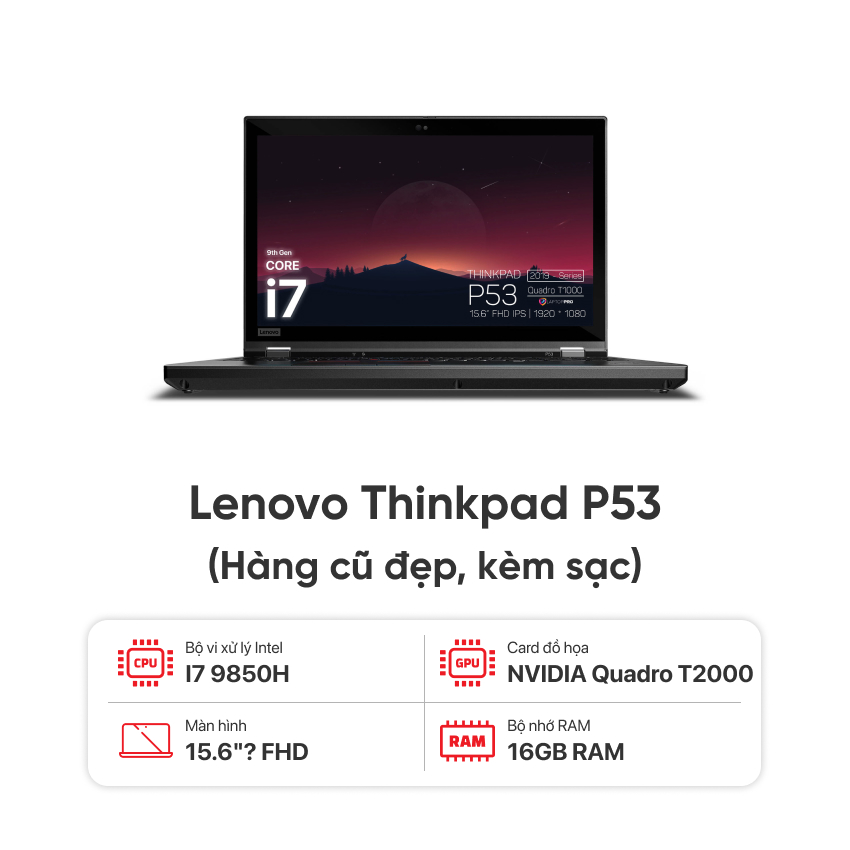 9th Gen
CORE
i7
THINKPAD 2019 - Series
P53 Quadro T1000
LAPTOPPRO
15.6" FHD IPS | 1920 * 1080
Lenovo
P53
Lenovo Thinkpad P53
(Hàng cũ đẹp, kèm sạc)
CPU
Bộ vi xử lý Intel
I7 9850H
GPU
Card đồ họa
NVIDIA Quadro T2000
Màn hình
15.6"? FHD
RAM
Bộ nhớ RAM
16GB RAM